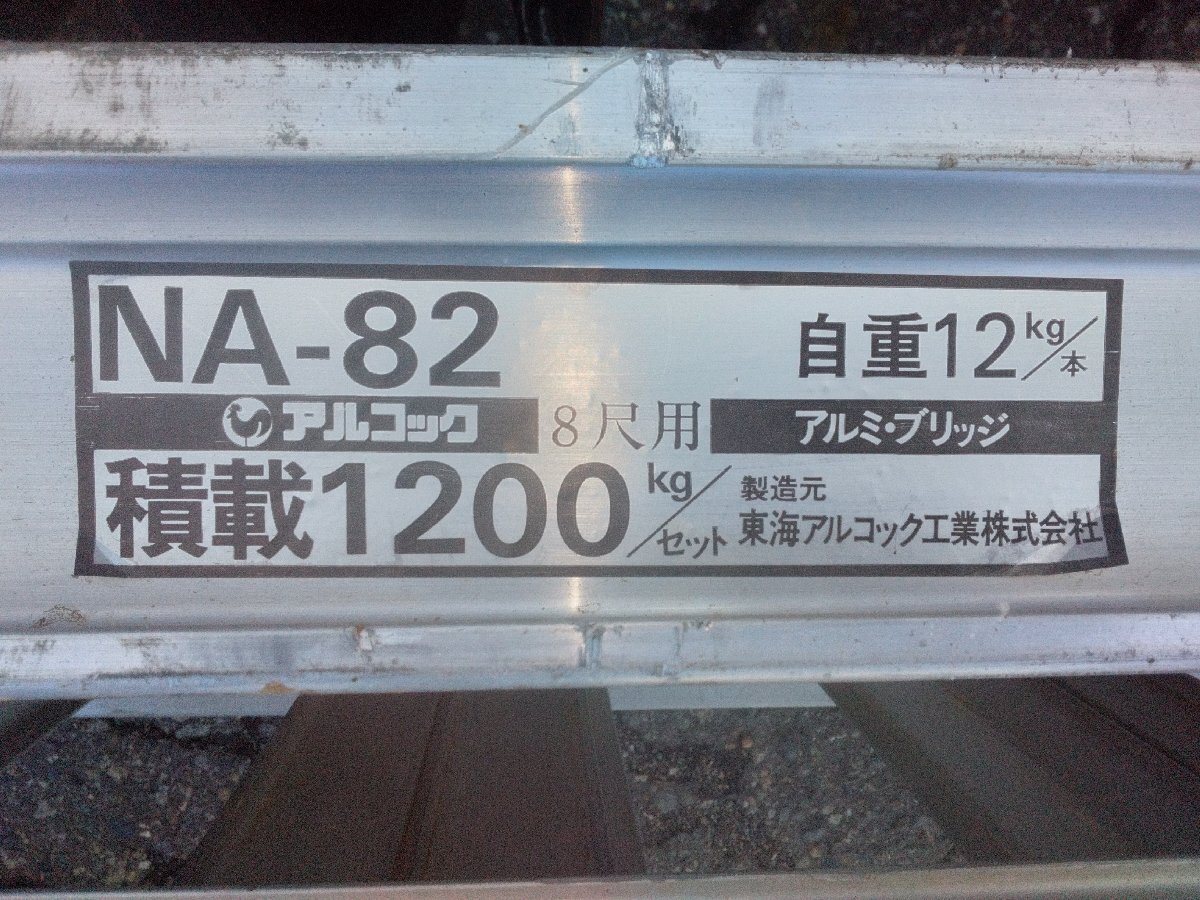 NA-82 自重12kg/本
アルコック 8尺用 アルミ・ブリッジ
積載1200kg/セット 製造元
東海アルコック工業株式会社